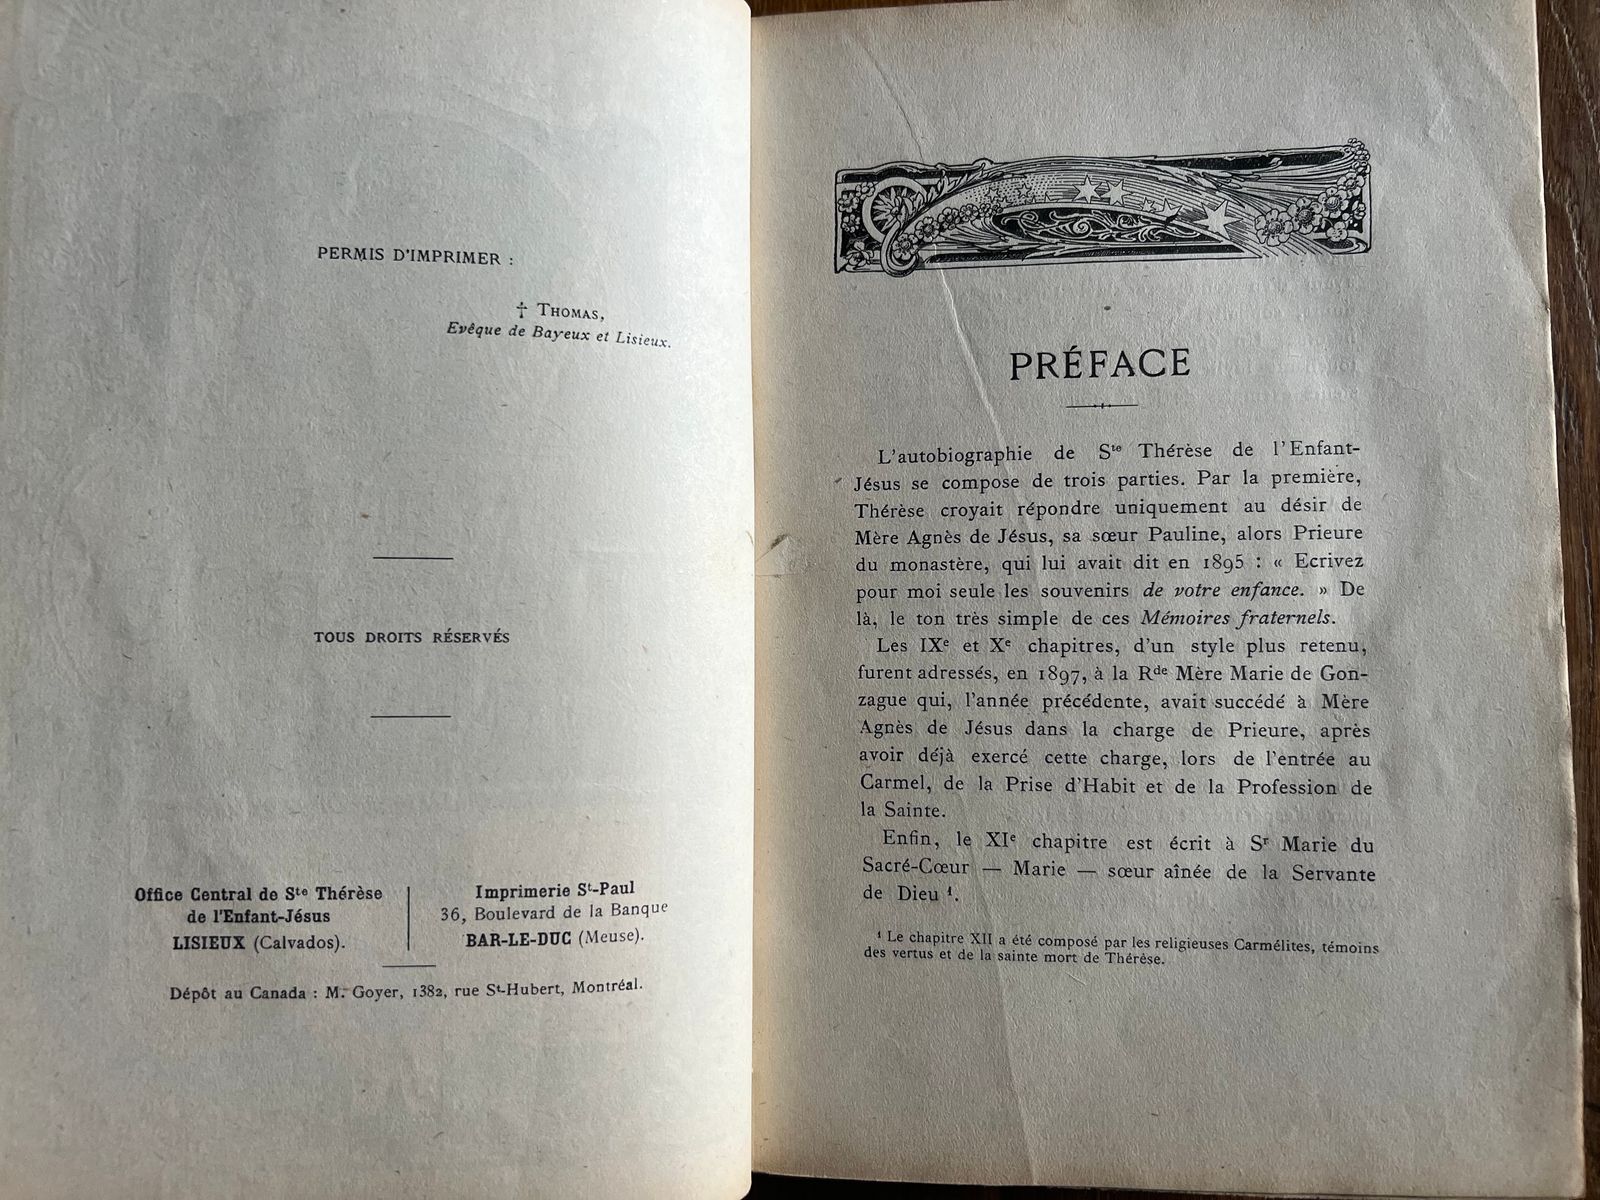 PERMIS D'IMPRIMER :
† THOMAS,
Evêque de Bayeux et Lisieux.
TOUS DROITS RÉSERVÉS
Office Central de Ste Thérèse
de l'Enfant-Jésus
LISIEUX (Calvados).
Imprimerie St-Paul
36, Boulevard de la Banque
BAR-LE-DUC (Meuse).
Dépôt au Canada : M. Goyer, 1382, rue St-Hubert, Montréal.
PRÉFACE
L'autobiographie de Ste Thérèse de l'Enfant-
Jésus se compose de trois parties. Par la première,
Thérèse croyait répondre uniquement au désir de
Mère Agnès de Jésus, sa sœur Pauline, alors Prieure
du monastère, qui lui avait dit en 1895 : « Ecrivez
pour moi seule les souvenirs de votre enfance. » De
là, le ton très simple de ces Mémoires fraternels.
Les IXe et Xe chapitres, d'un style plus retenu,
furent adressés, en 1897, à la Rde Mère Marie de Gon-
zague qui, l'année précédente, avait succédé à Mère
Agnès de Jésus dans la charge de Prieure, après
avoir déjà exercé cette charge, lors de l'entrée au
Carmel, de la Prise d'Habit et de la Profession de
la Sainte.
Enfin, le XIe chapitre est écrit à Sr Marie du
Sacré-Cœur — Marie — sœur aînée de la Servante
de Dieu 1.
1 Le chapitre XII a été composé par les religieuses Carmélites, témoins
des vertus et de la sainte mort de Thérèse.